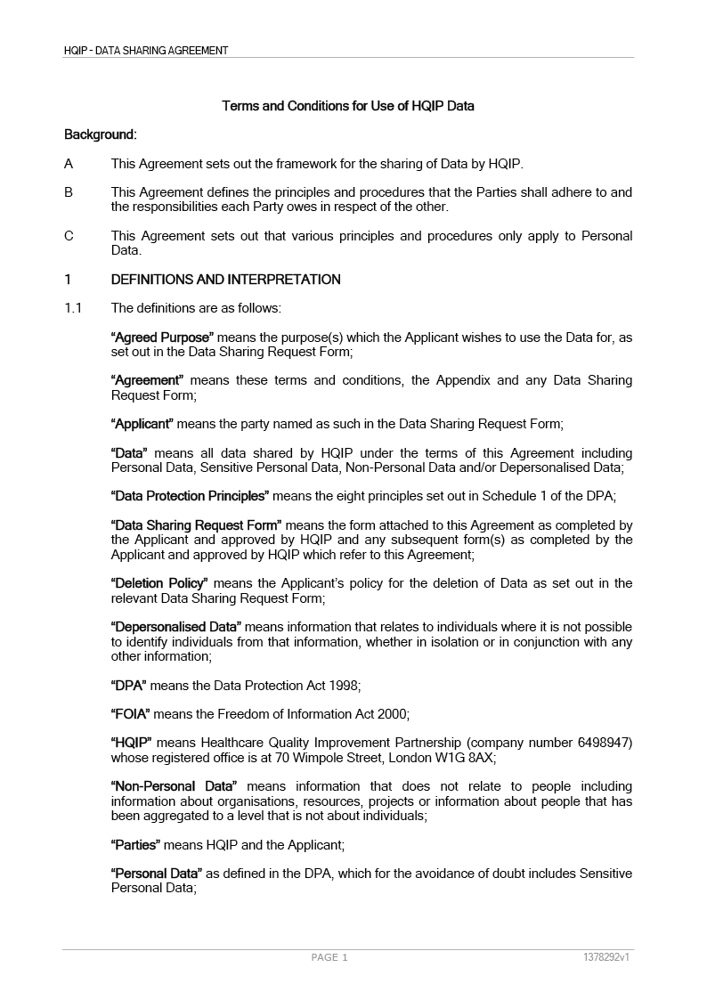 HQIP - DATA SHARING AGREEMENT
Terms and Conditions for Use of HQIP Data
Background:
A This Agreement sets out the framework for the sharing of Data by HQIP.
B This Agreement defines the principles and procedures that the Parties shall adhere to and
the responsibilities each Party owes in respect of the other.
C This Agreement sets out that various principles and procedures only apply to Personal
Data.
1 DEFINITIONS AND INTERPRETATION
1.1 The definitions are as follows:
“Agreed Purpose” means the purpose(s) which the Applicant wishes to use the Data for, as
set out in the Data Sharing Request Form;
“Agreement” means these terms and conditions, the Appendix and any Data Sharing
Request Form;
“Applicant” means the party named as such in the Data Sharing Request Form;
“Data” means all data shared by HQIP under the terms of this Agreement including
Personal Data, Sensitive Personal Data, Non-Personal Data and/or Depersonalised Data;
“Data Protection Principles” means the eight principles set out in Schedule 1 of the DPA;
“Data Sharing Request Form” means the form attached to this Agreement as completed by
the Applicant and approved by HQIP and any subsequent form(s) as completed by the
Applicant and approved by HQIP which refer to this Agreement;
“Deletion Policy” means the Applicant’s policy for the deletion of Data as set out in the
relevant Data Sharing Request Form;
“Depersonalised Data” means information that relates to individuals where it is not possible
to identify individuals from that information, whether in isolation or in conjunction with any
other information;
“DPA” means the Data Protection Act 1998;
“FOIA” means the Freedom of Information Act 2000;
“HQIP” means Healthcare Quality Improvement Partnership (company number 6498947)
whose registered office is at 70 Wimpole Street, London W1G 8AX;
“Non-Personal Data” means information that does not relate to people including
information about organisations, resources, projects or information about people that has
been aggregated to a level that is not about individuals;
“Parties” means HQIP and the Applicant;
“Personal Data” as defined in the DPA, which for the avoidance of doubt includes Sensitive
Personal Data;
PAGE 1 1378292v1